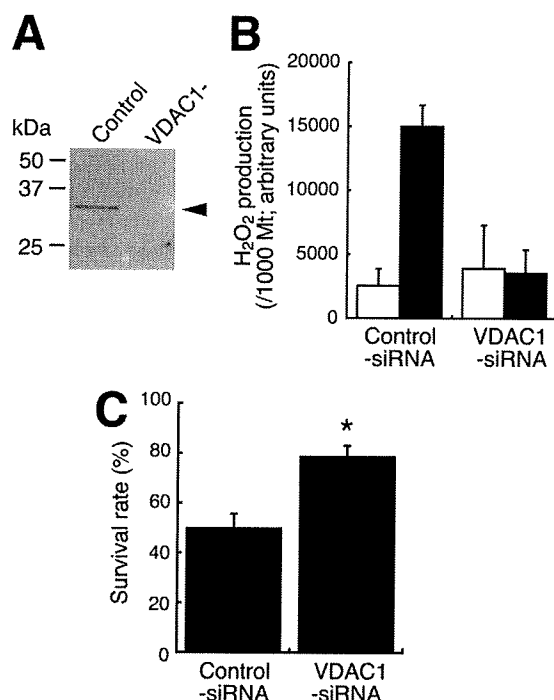 A
kDa
Control
VDAC1-
50
37
25
B
H2O2 production
(/1000 Mt; arbitrary units)
20000
15000
10000
5000
0
Control
-siRNA
VDAC1
-siRNA
C
Survival rate (%)
100
80
60
40
20
0
*
Control
-siRNA
VDAC1
-siRNA